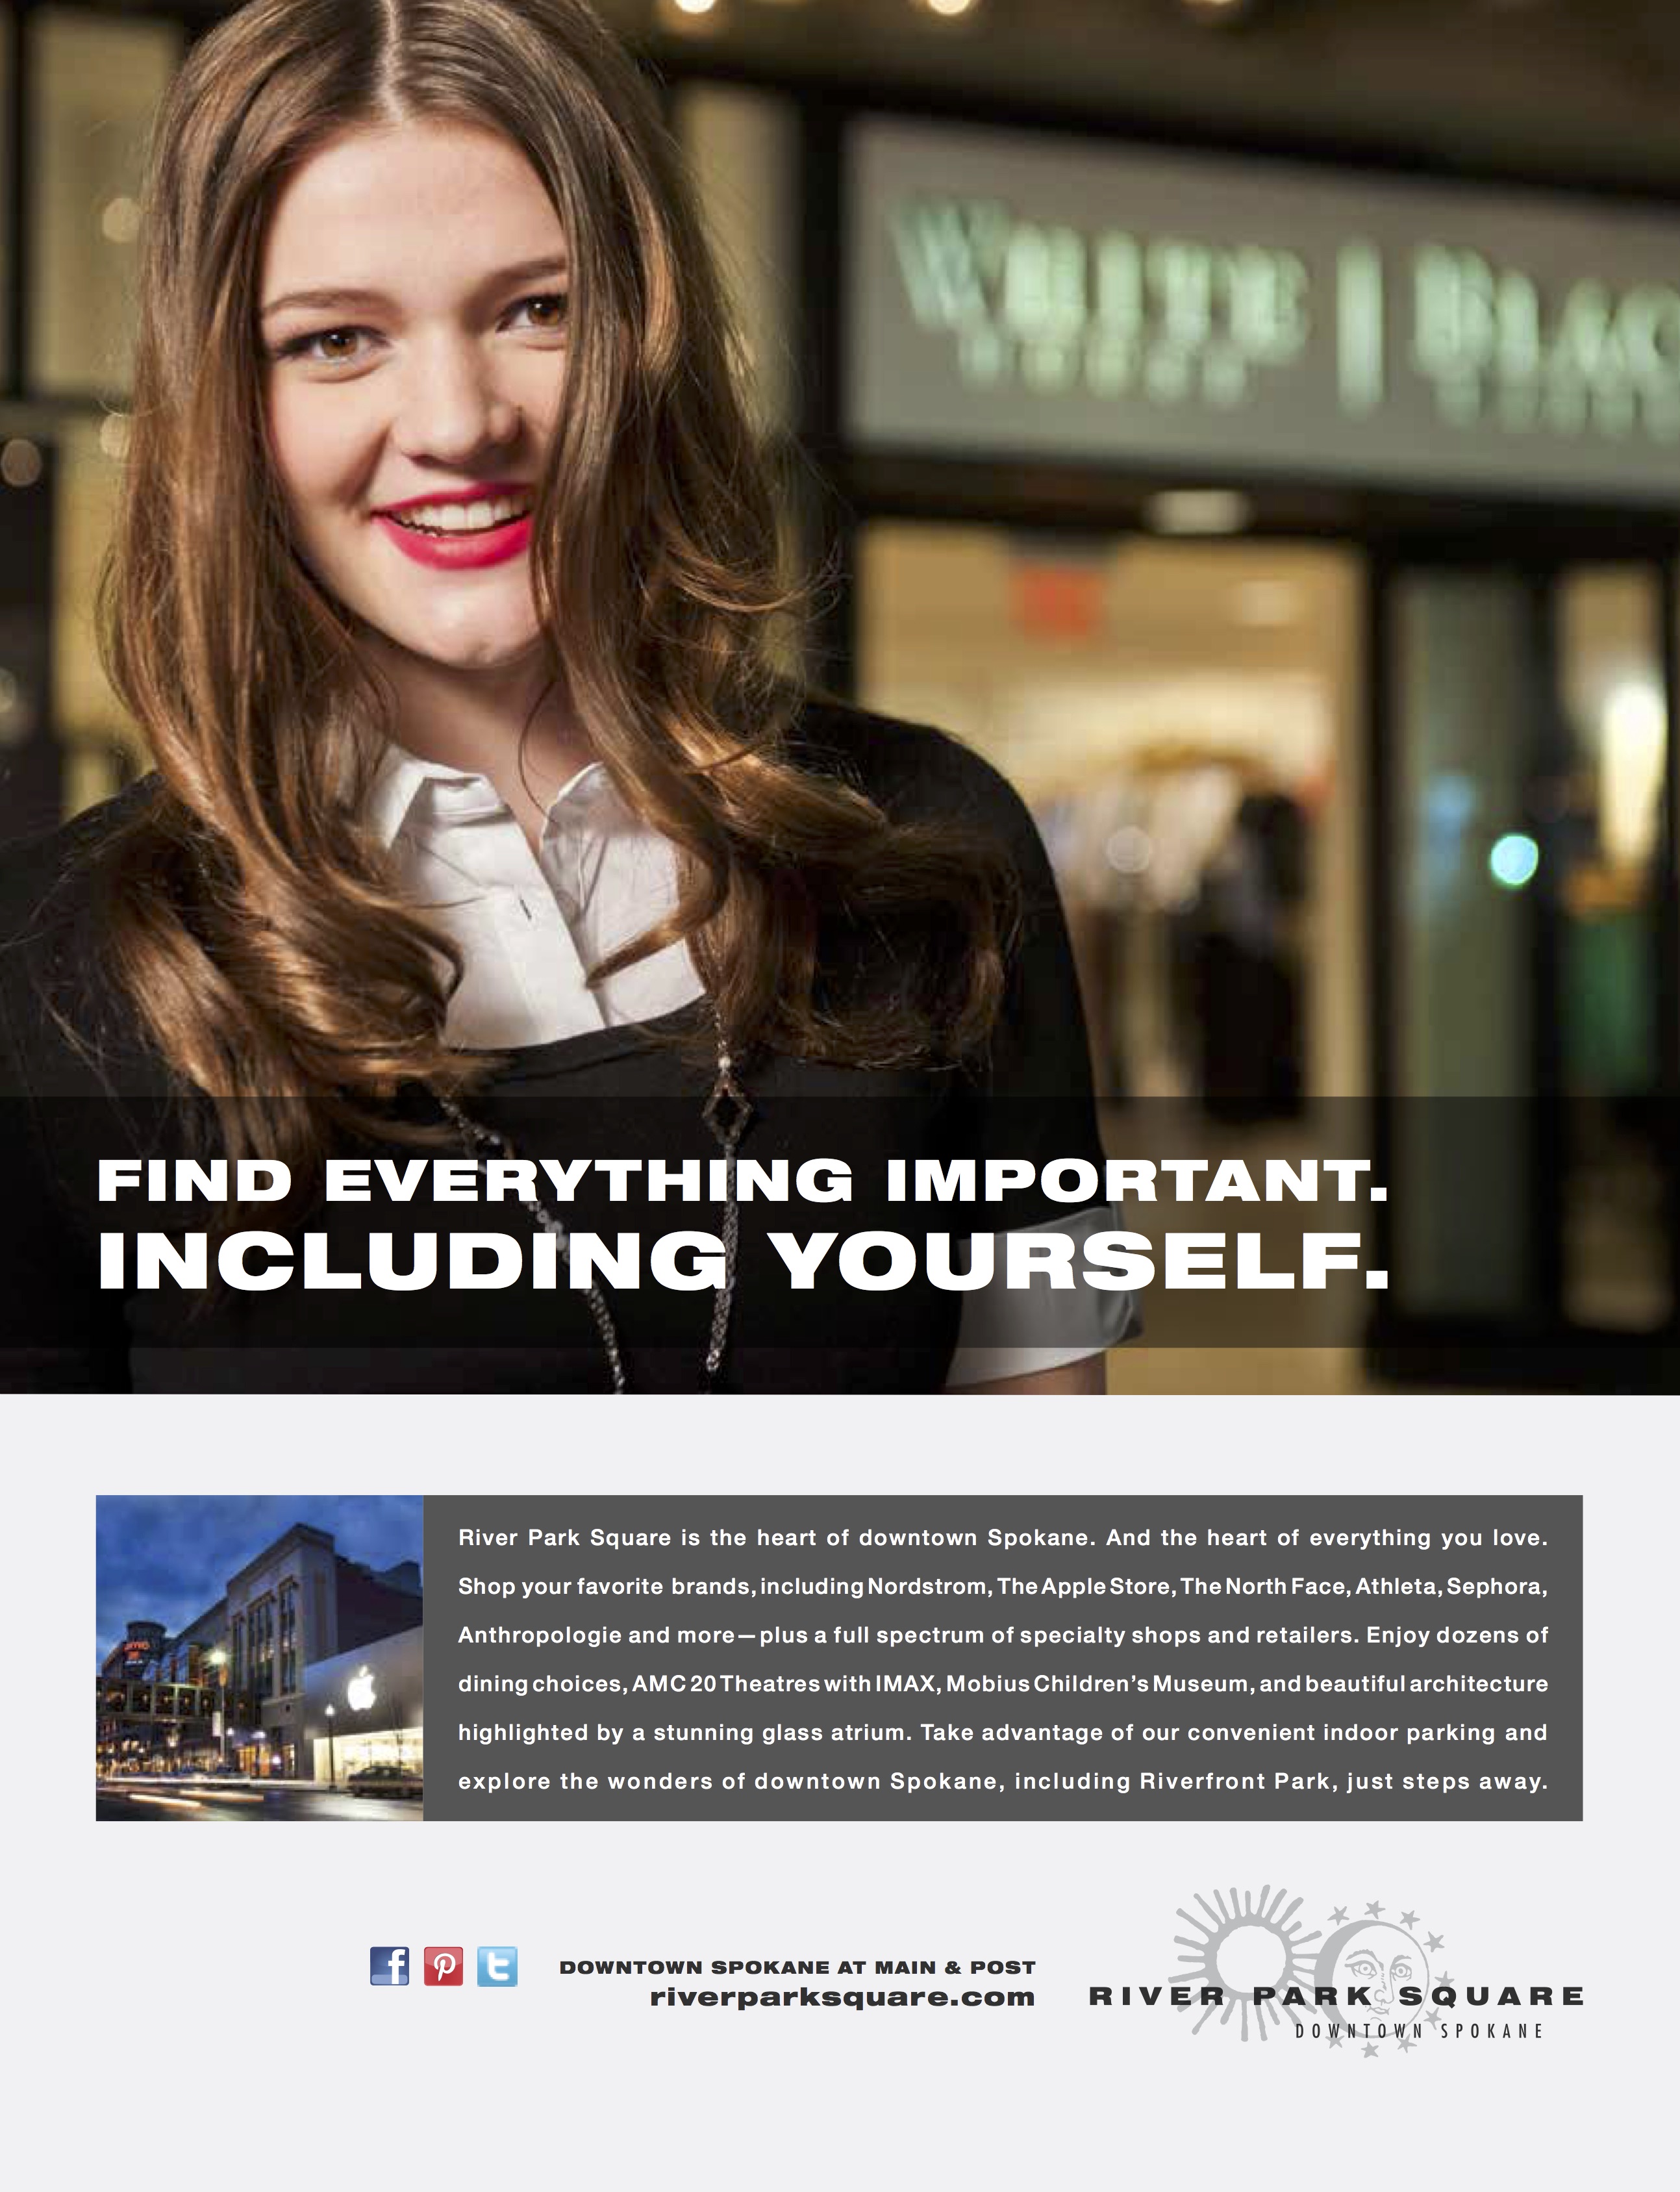 WHITE | BLAC
FIND EVERYTHING IMPORTANT.
INCLUDING YOURSELF.
River Park Square is the heart of downtown Spokane. And the heart of everything you love.
Shop your favorite brands, including Nordstrom, The Apple Store, The North Face, Athleta, Sephora,
Anthropologie and more—plus a full spectrum of specialty shops and retailers. Enjoy dozens of
dining choices, AMC 20 Theatres with IMAX, Mobius Children's Museum, and beautiful architecture
highlighted by a stunning glass atrium. Take advantage of our convenient indoor parking and
explore the wonders of downtown Spokane, including Riverfront Park, just steps away.
DOWNTOWN SPOKANE AT MAIN & POST
riverparksquare.com
RIVER PARK SQUARE
DOWNTOWN SPOKANE